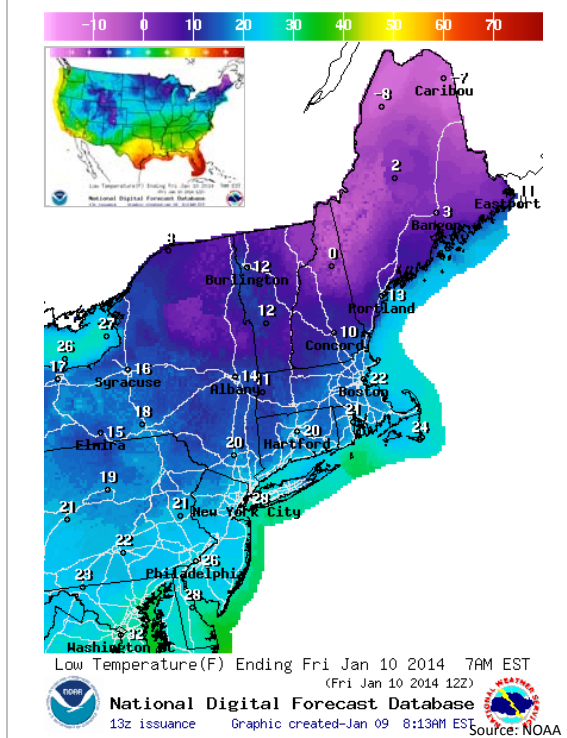 -10 0 10 20 30 40 50 60 70
Low Temperature(F) Ending Fri Jan 10 2014 7AM EST
National Digital Forecast Database
-7
Caribou
-8
2
11
Eastport
3
Bangor
0
12
Burlington
13
Portland
12
10
Concord
27
26
17
16
Syracuse
14
Albany
11
22
Boston
21
24
18
15
Elmira
20
Hartford
20
19
21
21
28
New York City
22
26
Philadelphi
23
28
32
Washington DC
Low Temperature(F) Ending Fri Jan 10 2014 7AM EST
(Fri Jan 10 2014 12Z)
NOAA
National Digital Forecast Database
13z issuance Graphic created-Jan 09 8:13AM EST
Source: NOAA